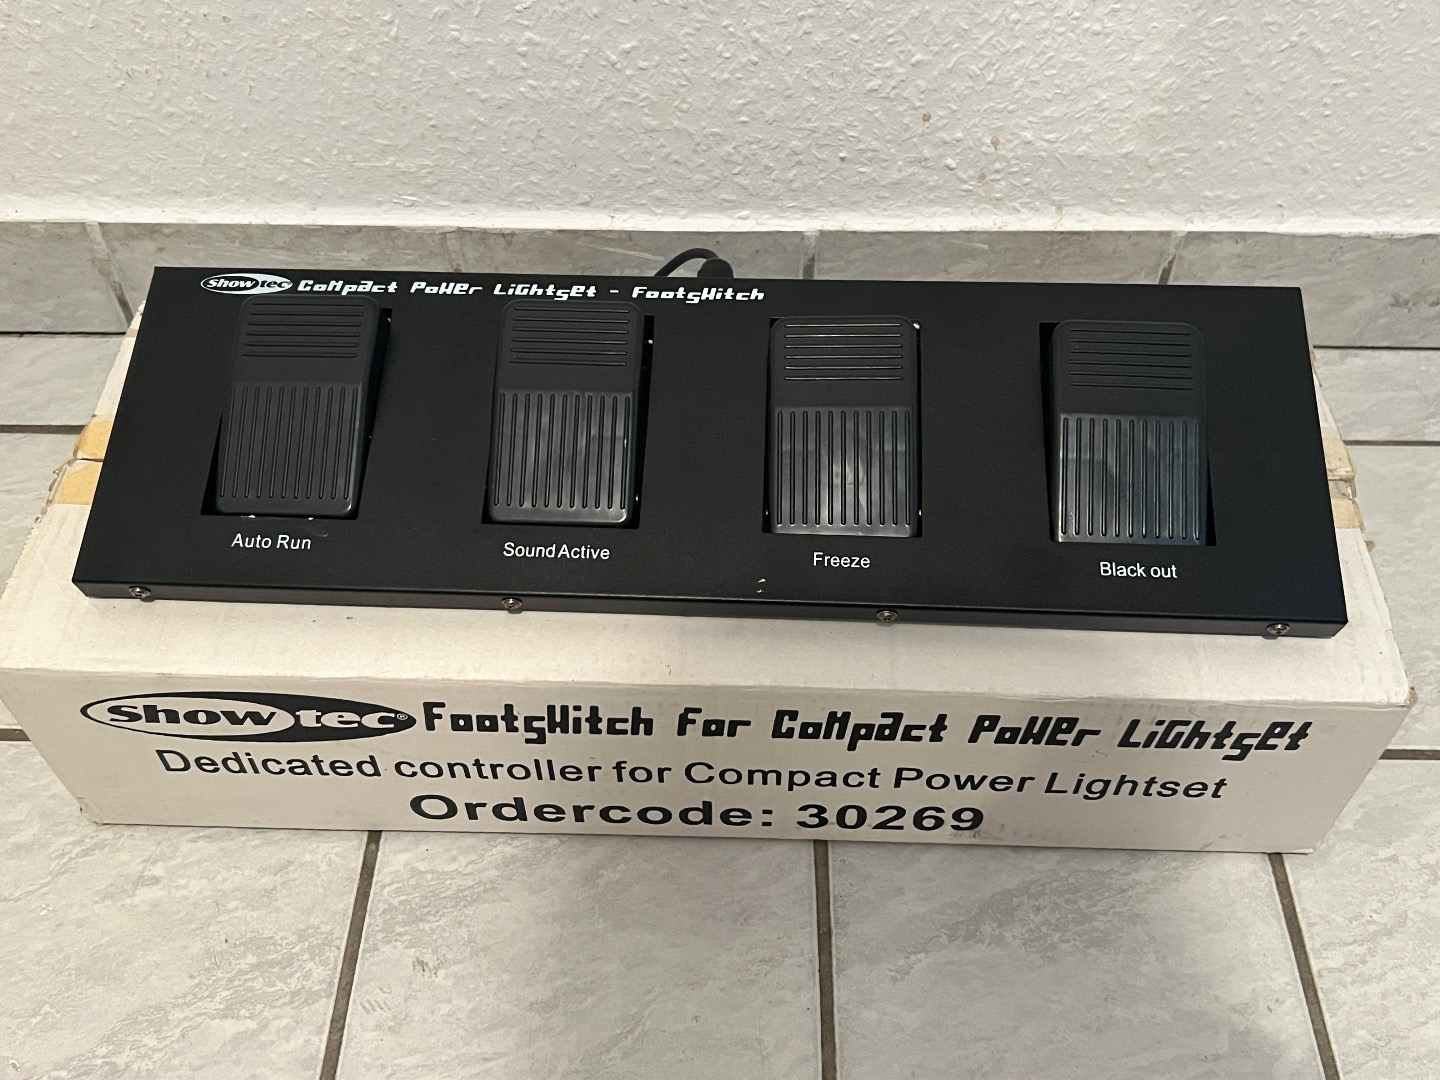 Showtec Compact Power Lightset - Footswitch
Auto Run
Sound Active
Freeze
Black out
Showtec® Footswitch for Compact Power Lightset
Dedicated controller for Compact Power Lightset
Ordercode: 30269